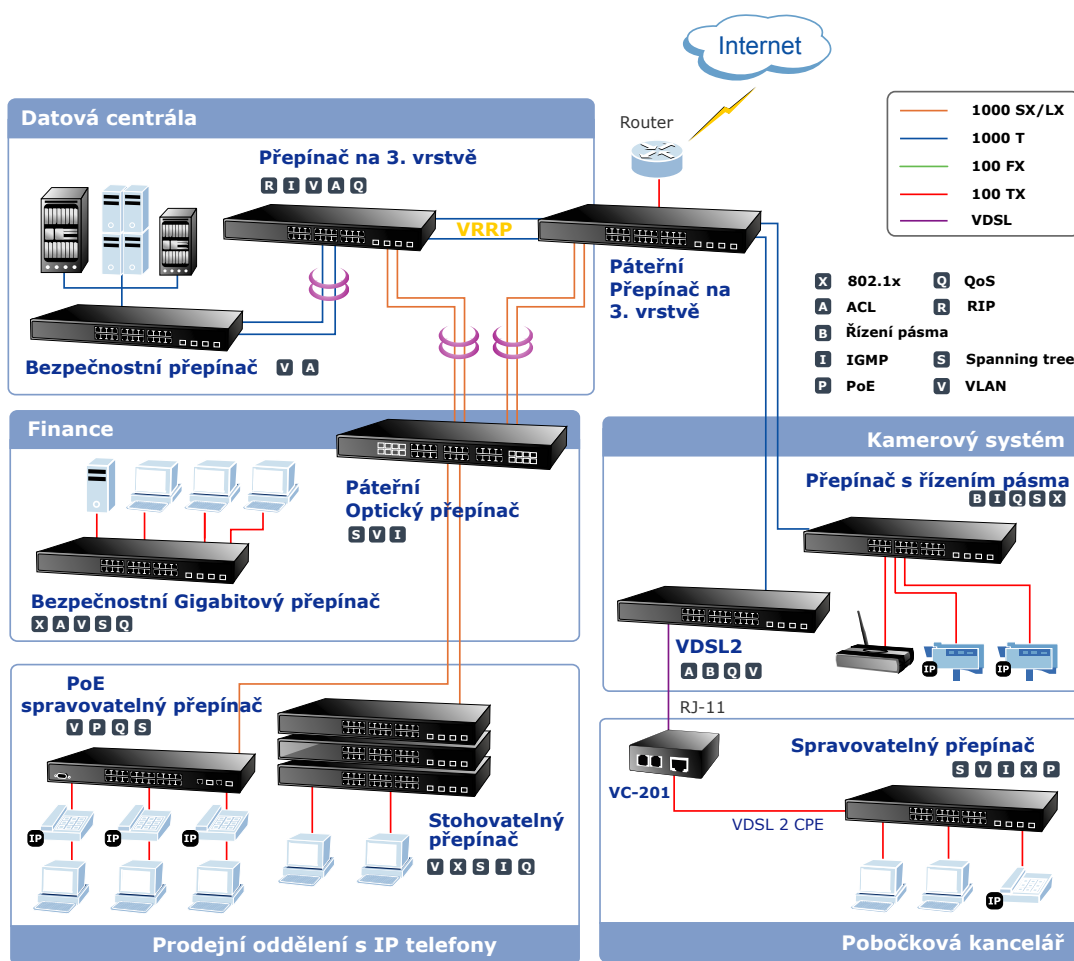 Internet
Datová centrála
Router
1000 SX/LX
1000 T
100 FX
100 TX
VDSL
Přepínač na 3. vrstvě
R I V A Q
VRRP
Páteřní
Přepínač na
3. vrstvě
X 802.1x
Q QoS
A ACL
R RIP
B Řízení pásma
I IGMP
S Spanning tree
P PoE
V VLAN
Bezpečnostní přepínač V A
Finance
Páteřní
Optický přepínač
S V I
Bezpečnostní Gigabitový přepínač
X A V S Q
Kamerový systém
Přepínač s řízením pásma
B I Q S X
VDSL2
A B Q V
IP
IP
RJ-11
PoE
spravovatelný přepínač
V P Q S
IP
IP
IP
Stohovatelný
přepínač
V X S I Q
Prodejní oddělení s IP telefony
VC-201
Spravovatelný přepínač
S V I X P
VDSL 2 CPE
IP
Pobočková kancelář